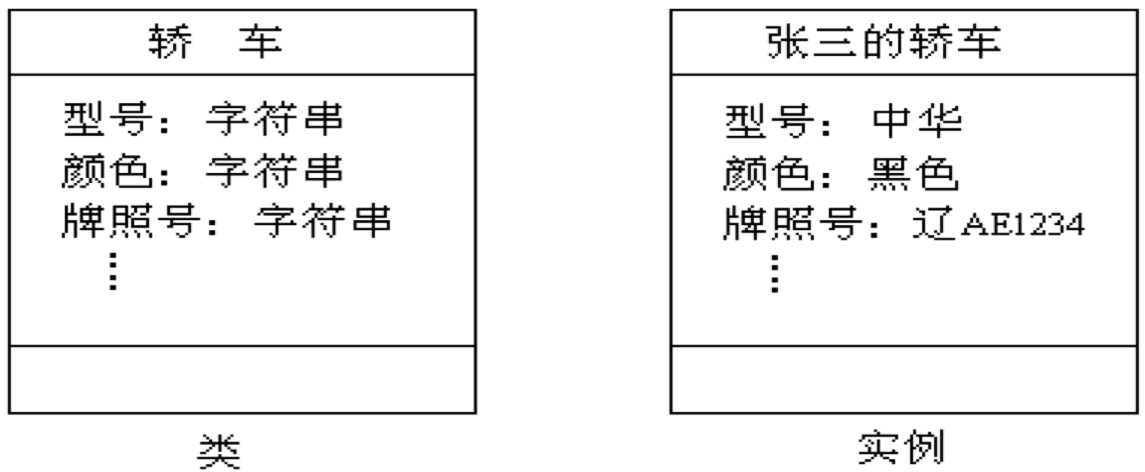 轿 车
型号：字符串
颜色：字符串
牌照号：字符串
⋮
类
张三的轿车
型号：中华
颜色：黑色
牌照号：辽AE1234
⋮
实例